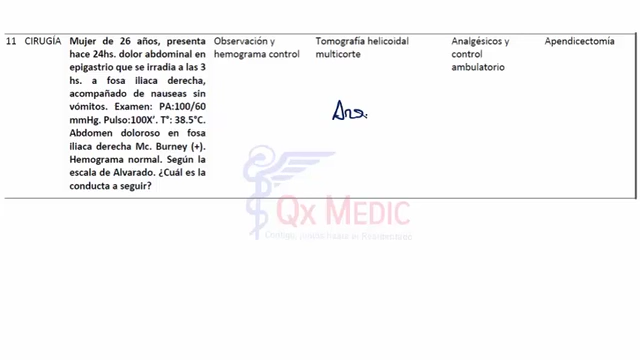 11 CIRUGÍA Mujer de 26 años, presenta hace 24hs. dolor abdominal en epigastrio que se irradia a las 3 hs. a fosa iliaca derecha, acompañado de nauseas sin vómitos. Examen: PA:100/60 mmHg. Pulso:100X’. T°: 38.5°C. Abdomen doloroso en fosa iliaca derecha Mc. Burney (+). Hemograma normal. Según la escala de Alvarado. ¿Cuál es la conducta a seguir?
Observación y hemograma control
Tomografía helicoidal multicorte
Analgésicos y control ambulatorio
Apendicectomía
QX MEDIC